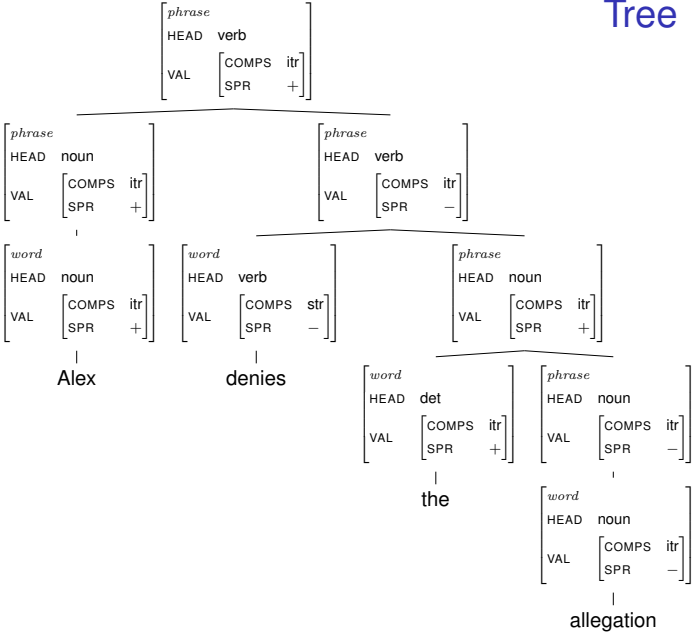 Tree
phrase
HEAD verb
VAL COMPS itr
SPR +
phrase
HEAD noun
VAL COMPS itr
SPR +
phrase
HEAD verb
VAL COMPS itr
SPR −
word
HEAD noun
VAL COMPS itr
SPR +
Alex
word
HEAD verb
VAL COMPS str
SPR −
denies
phrase
HEAD noun
VAL COMPS itr
SPR +
word
HEAD det
VAL COMPS itr
SPR +
the
phrase
HEAD noun
VAL COMPS itr
SPR −
word
HEAD noun
VAL COMPS itr
SPR −
allegation